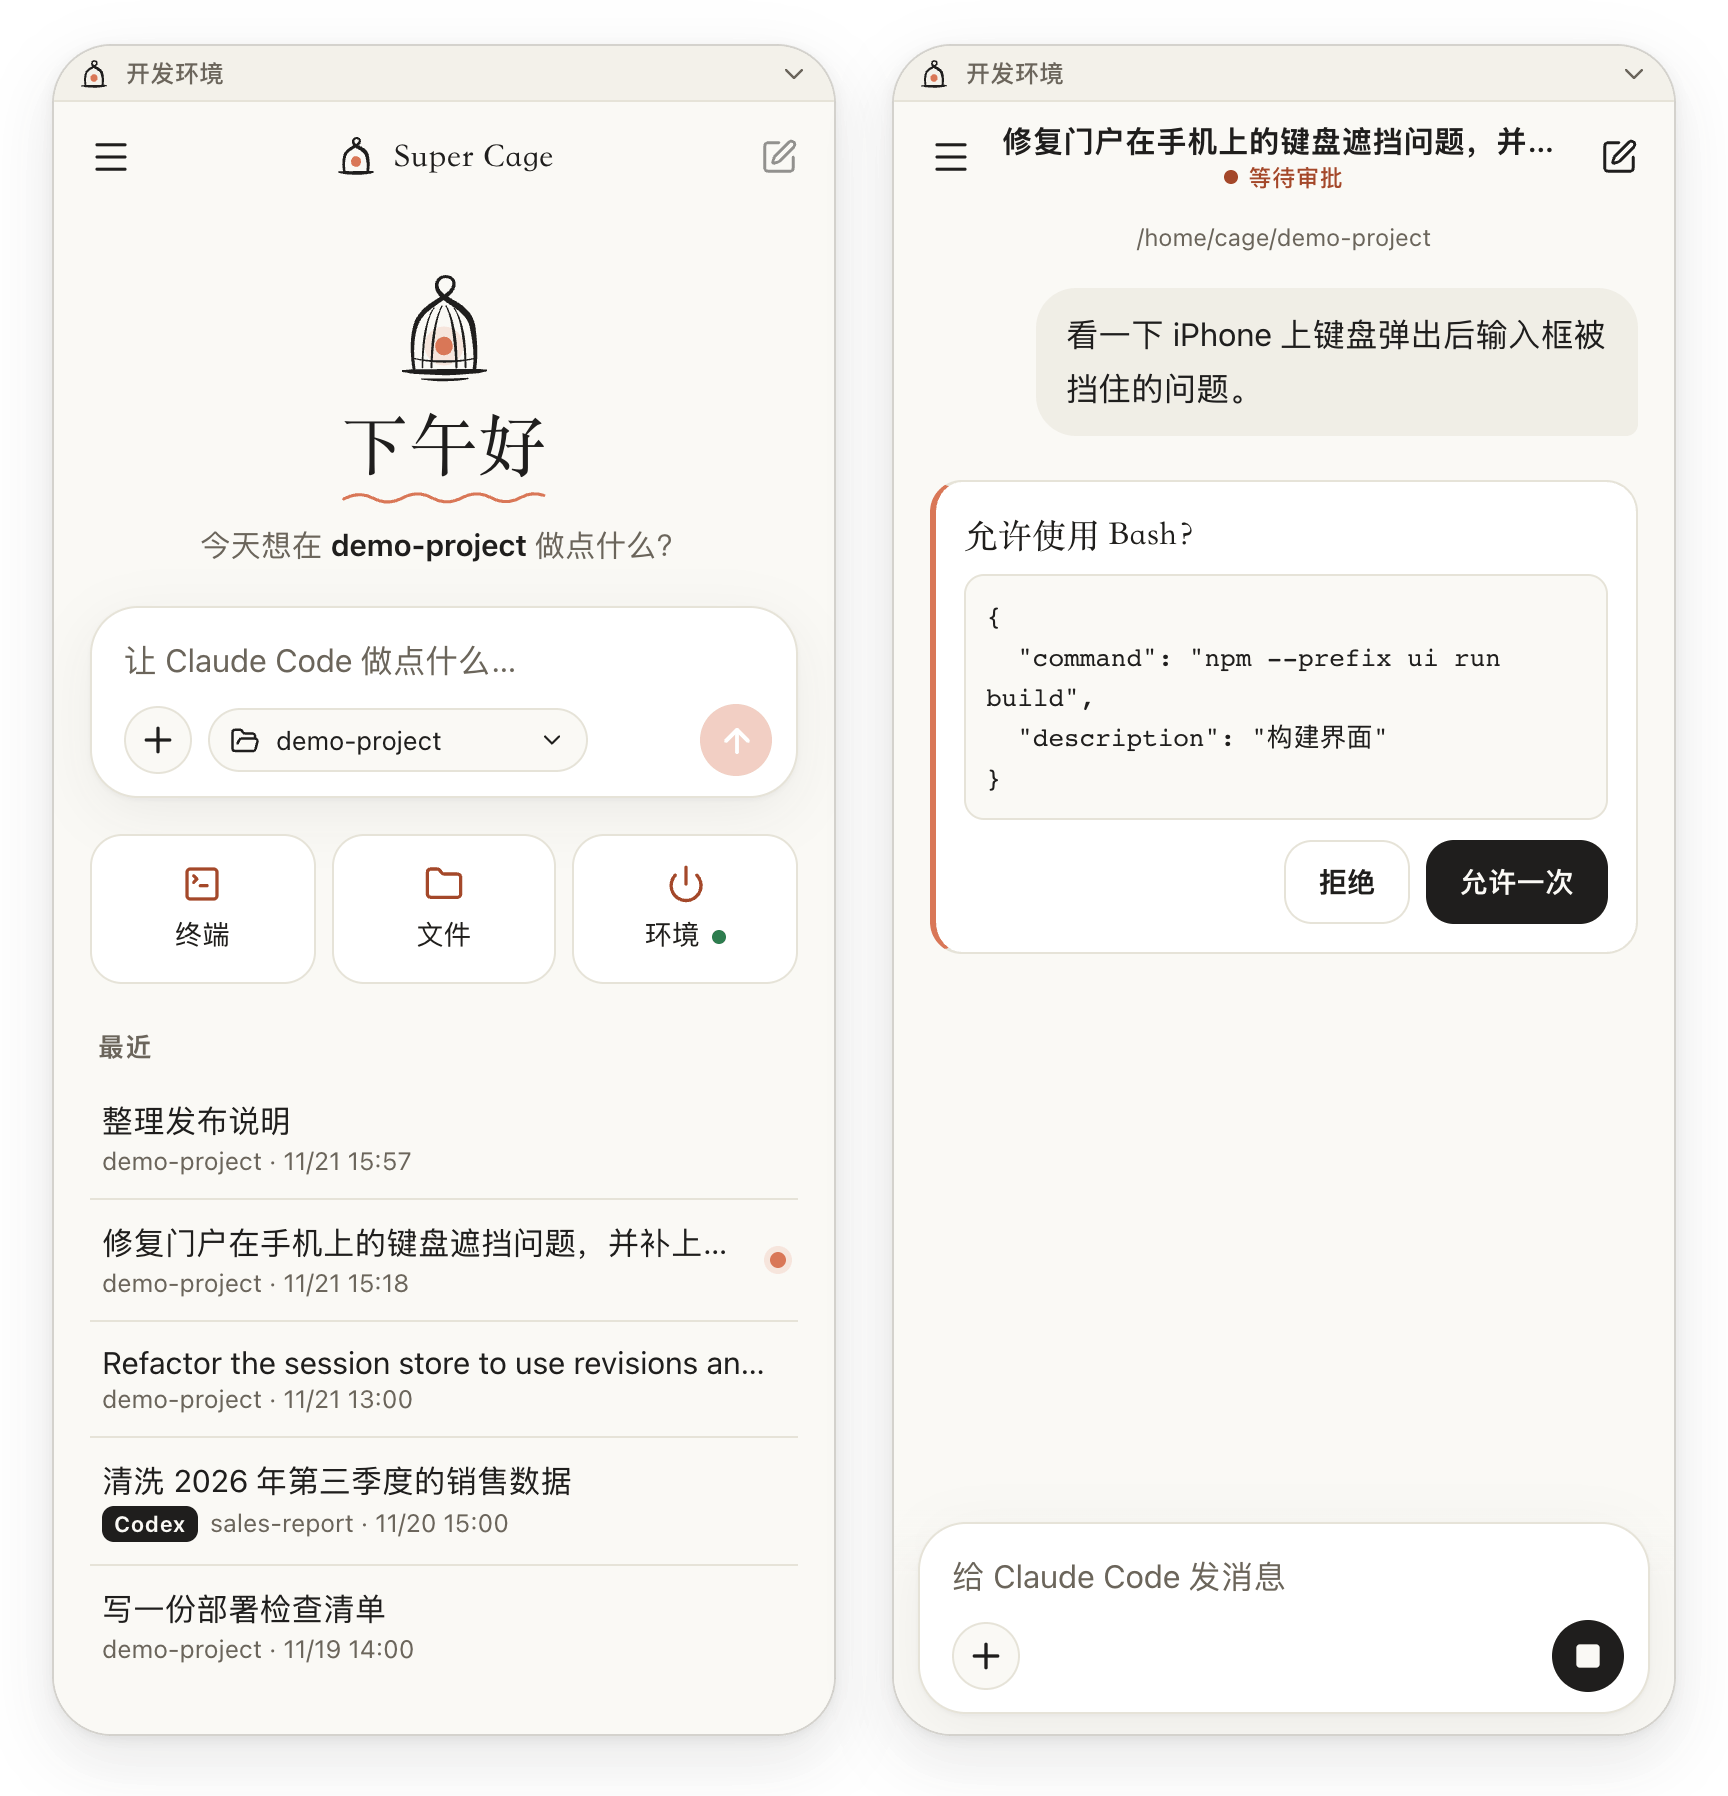 开发环境
Super Cage
下午好
今天想在 demo-project 做点什么?
让 Claude Code 做点什么...
demo-project
终端
文件
环境
最近
整理发布说明
demo-project · 11/21 15:57
修复门户在手机上的键盘遮挡问题，并补上...
demo-project · 11/21 15:18
Refactor the session store to use revisions an...
demo-project · 11/21 13:00
清洗 2026 年第三季度的销售数据
Codex sales-report · 11/20 15:00
写一份部署检查清单
demo-project · 11/19 14:00
开发环境
修复门户在手机上的键盘遮挡问题，并...
等待审批
/home/cage/demo-project
看一下 iPhone 上键盘弹出后输入框被
挡住的问题。
允许使用 Bash?
{
"command": "npm --prefix ui run
build",
"description": "构建界面"
}
拒绝
允许一次
给 Claude Code 发消息